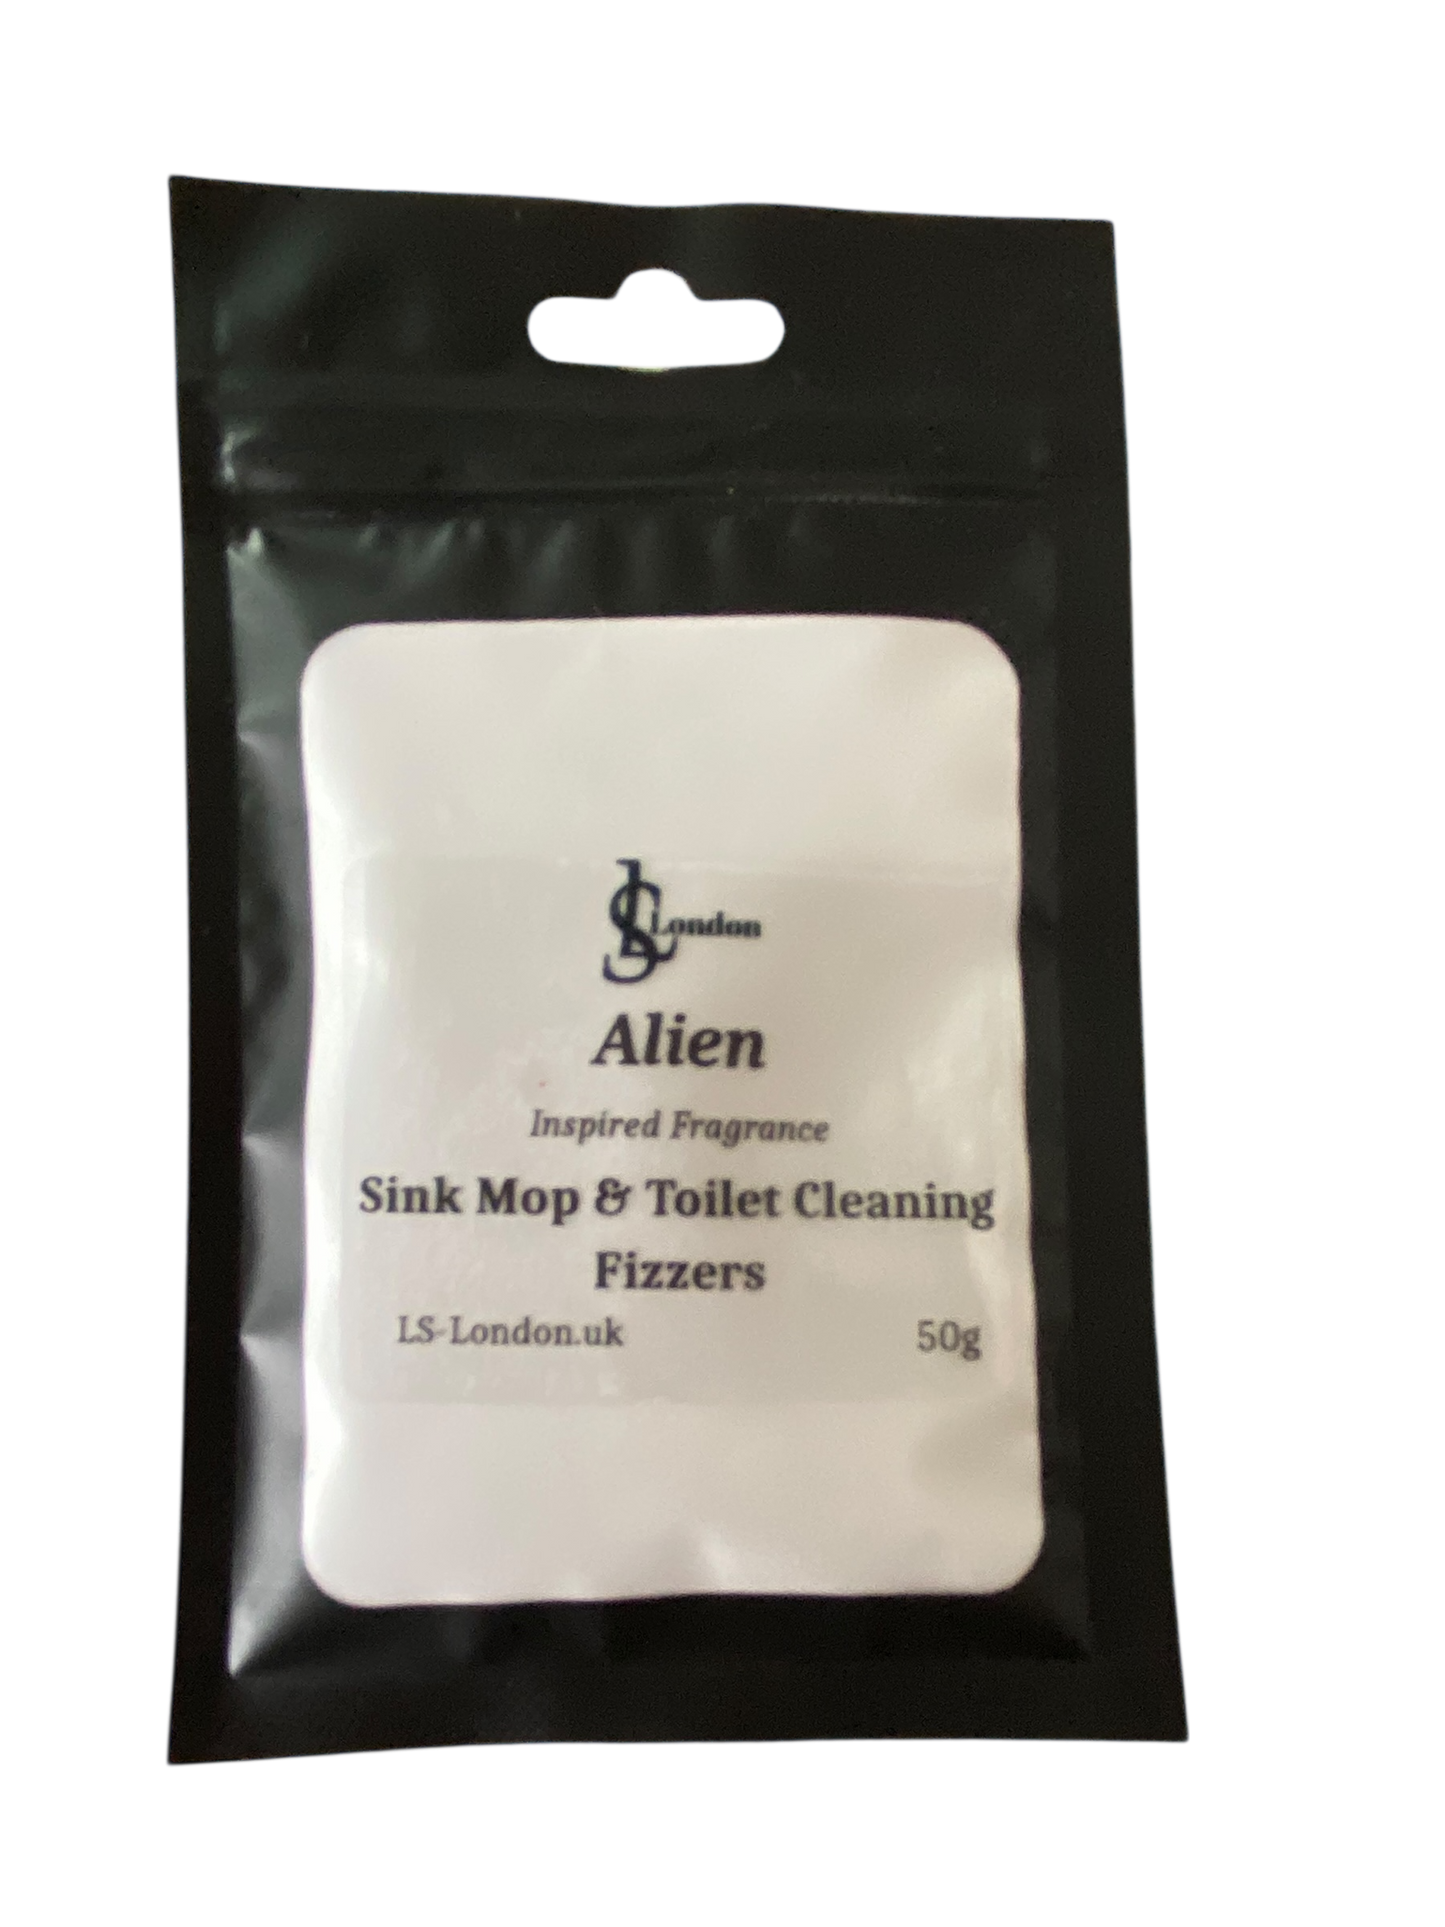 LS London
Alien
Inspired Fragrance
Sink Mop & Toilet Cleaning
Fizzers
LS-London.uk 50g